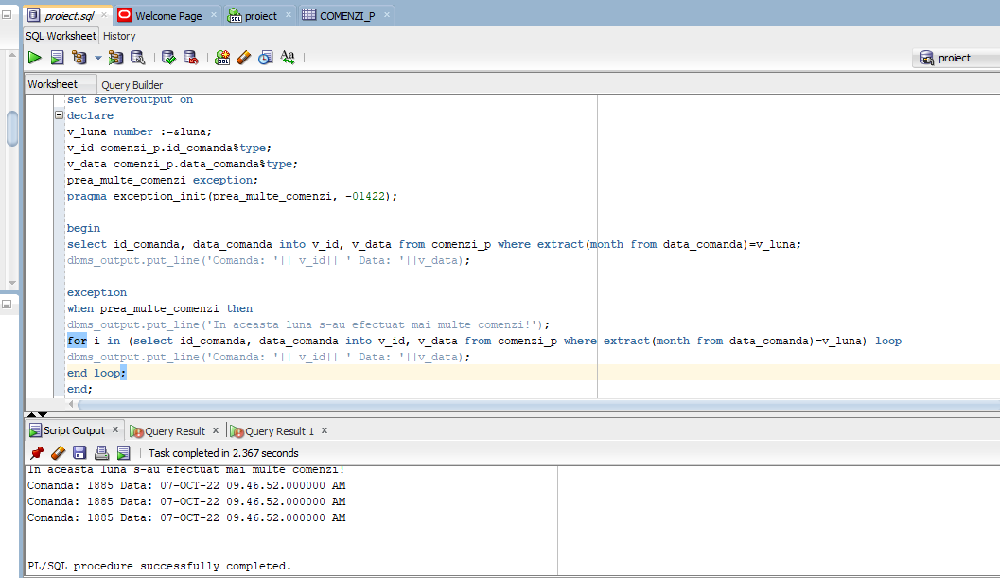 proiect.sql
Welcome Page
proiect
COMENZI_P
SQL Worksheet
History
proiect
Worksheet
Query Builder
set serveroutput on
declare
v_luna number :=&luna;
v_id comenzi_p.id_comanda%type;
v_data comenzi_p.data_comanda%type;
prea_multe_comenzi exception;
pragma exception_init(prea_multe_comenzi, -01422);
begin
select id_comanda, data_comanda into v_id, v_data from comenzi_p where extract(month from data_comanda)=v_luna;
dbms_output.put_line('Comanda: '|| v_id|| ' Data: '||v_data);
exception
when prea_multe_comenzi then
dbms_output.put_line('In aceasta luna s-au efectuat mai multe comenzi!');
for i in (select id_comanda, data_comanda into v_id, v_data from comenzi_p where extract(month from data_comanda)=v_luna) loop
dbms_output.put_line('Comanda: '|| v_id|| ' Data: '||v_data);
end loop;
end;
Script Output
Query Result
Query Result 1
Task completed in 2.367 seconds
In aceasta luna s-au efectuat mai multe comenzi!
Comanda: 1885 Data: 07-OCT-22 09.46.52.000000 AM
Comanda: 1885 Data: 07-OCT-22 09.46.52.000000 AM
Comanda: 1885 Data: 07-OCT-22 09.46.52.000000 AM
PL/SQL procedure successfully completed.